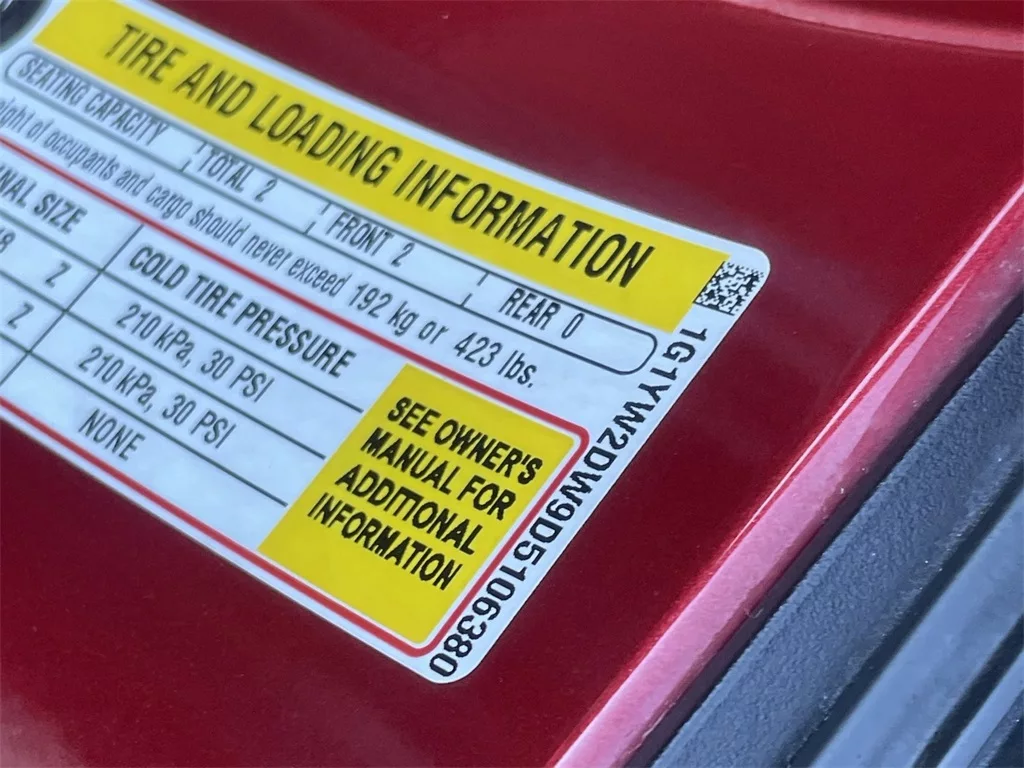 TIRE AND LOADING INFORMATION
SEATING CAPACITY TOTAL 2 FRONT 2 REAR 0
of occupants and cargo should never exceed 192 kg or 423 lbs.
SIZE COLD TIRE PRESSURE
Z 210 kPa, 30 PSI
Z 210 kPa, 30 PSI
NONE
SEE OWNER'S
MANUAL FOR
ADDITIONAL
INFORMATION
1G1YW2DW9D5106380